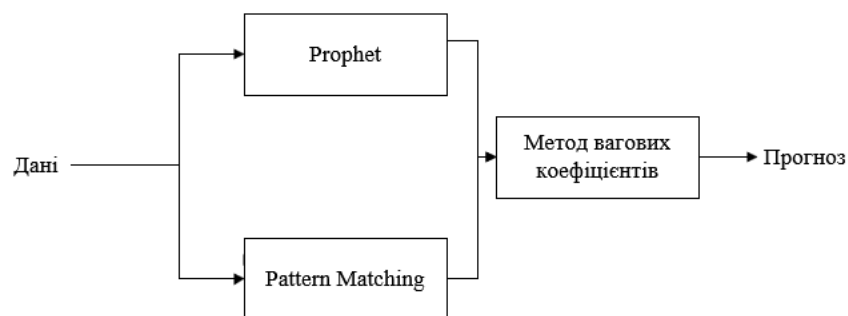 Prophet
Дані
Метод вагових
коефіцієнтів
Прогноз
Pattern Matching